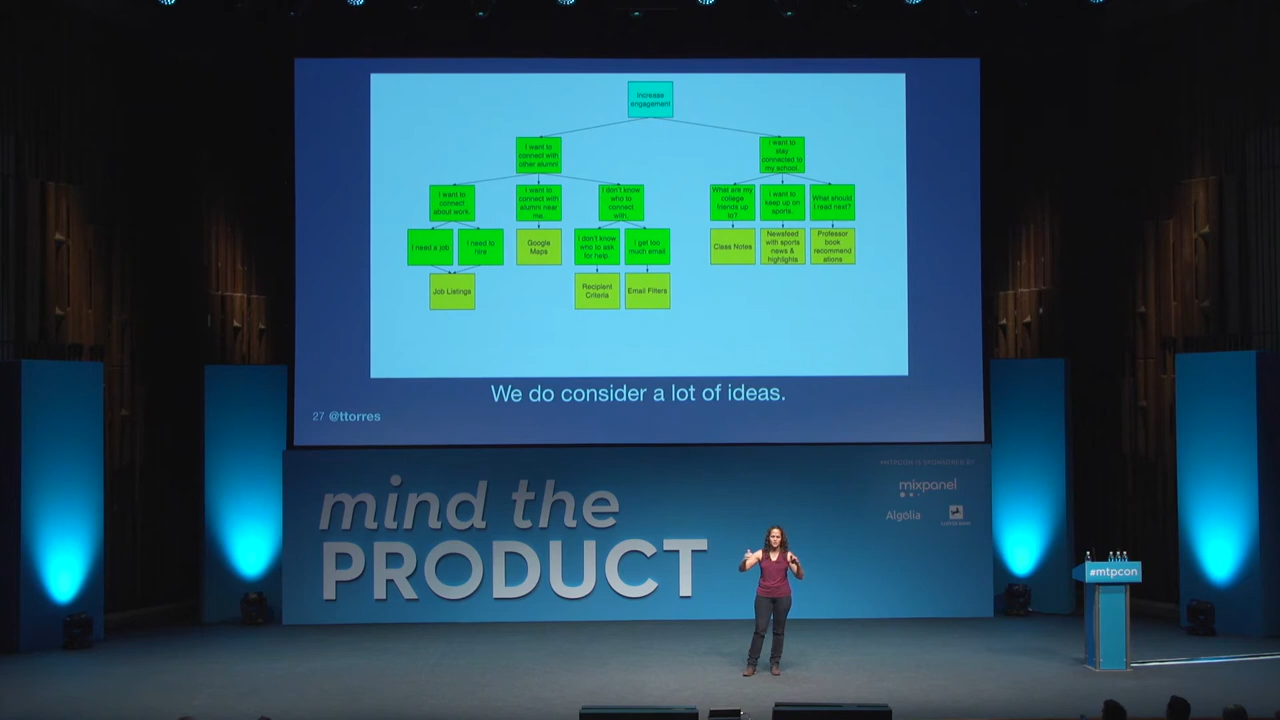 Increase
engagement
I want to
connect with
other alumni
I want to
stay
connected to
my school.
I want to
connect
about work.
I want to
connect with
alumni near
me.
I don't know
who to
connect
with.
What are my
college
friends up
to?
I want to
keep up on
sports.
What should
I read next?
I need a job
I need to
hire
Google
Maps
I don't know
who to ask
for help.
I get too
much email
Class Notes
Newsfeed
with sports
news &
highlights
Professor
book
recommend
ations
Job Listings
Recipient
Criteria
Email Filters
We do consider a lot of ideas.
27 @ttorres
mind the
PRODUCT
#MTPCON IS SPONSORED BY
mixpanel
Algolia
#mtpcon